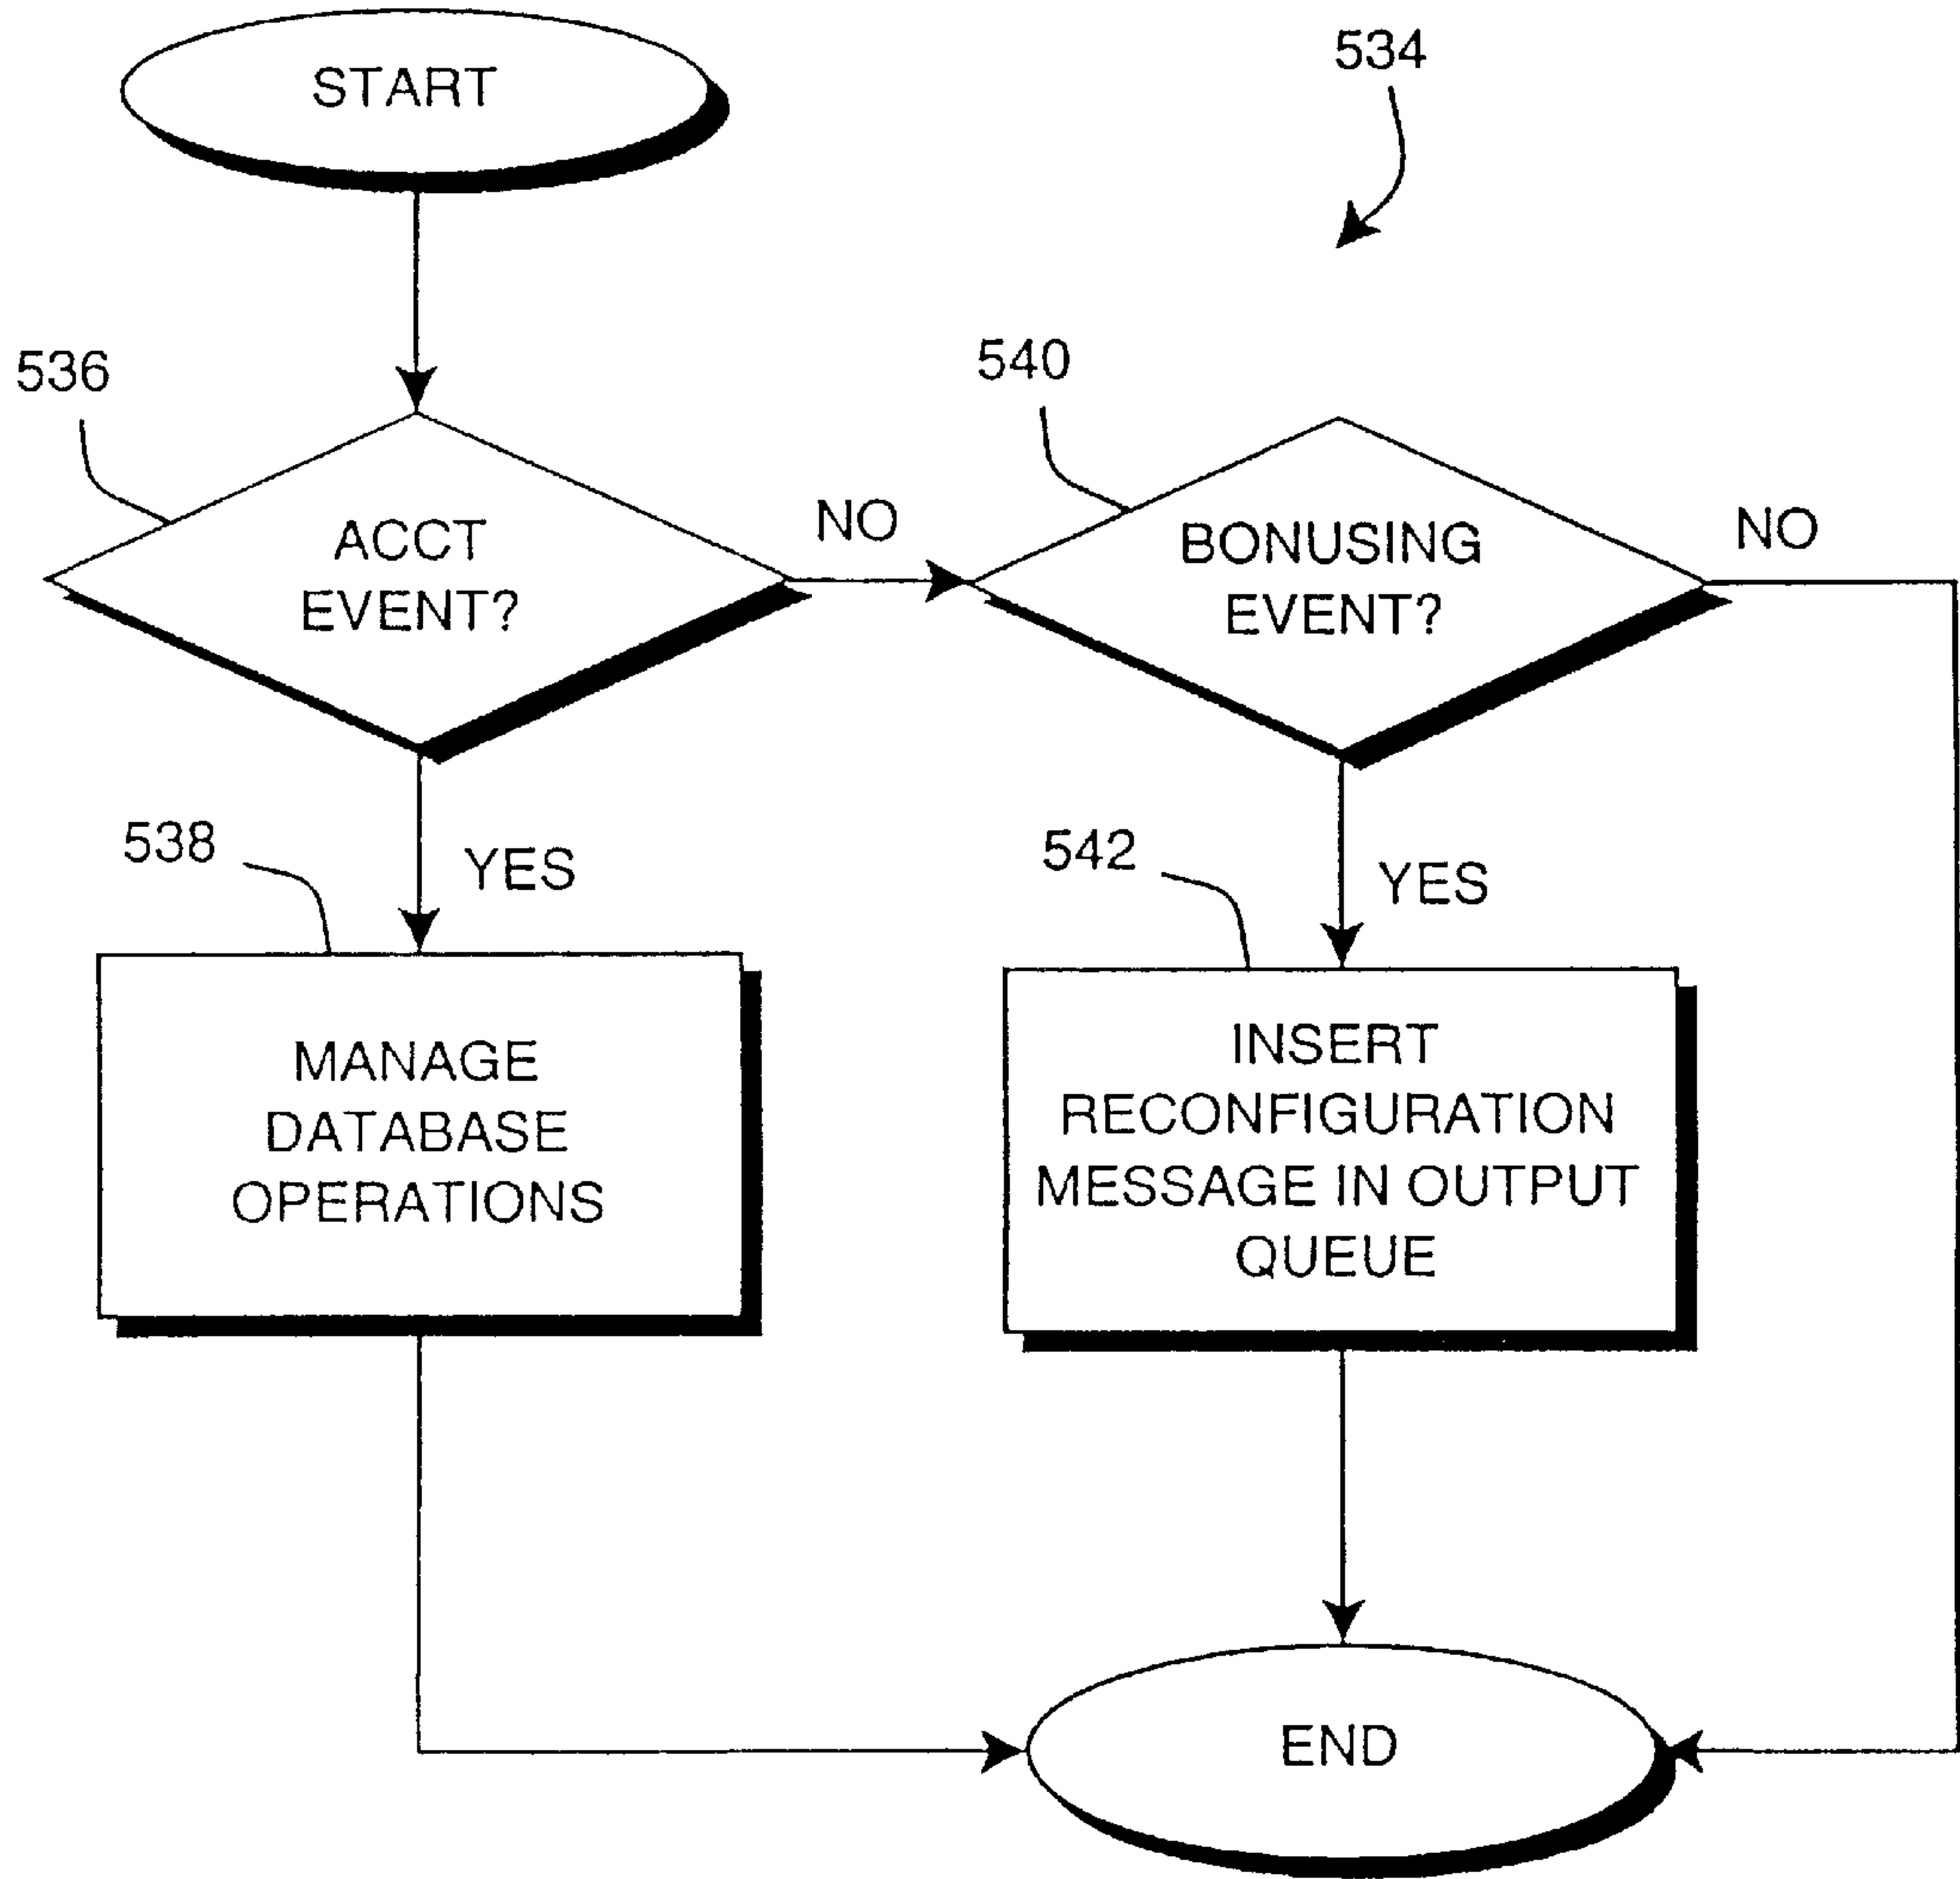 START
534
536
ACCT
EVENT?
NO
540
BONUSING
EVENT?
NO
538
YES
542
YES
MANAGE
DATABASE
OPERATIONS
INSERT
RECONFIGURATION
MESSAGE IN OUTPUT
QUEUE
END